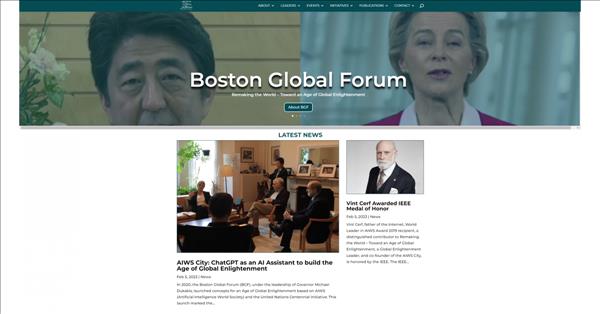 ABOUT LEADERS EVENTS INITIATIVES PUBLICATIONS CONTACT
Boston Global Forum
Remaking the World – Toward an Age of Global Enlightenment
About BGF
LATEST NEWS
AIWS City: ChatGPT as an AI Assistant to build the
Age of Global Enlightenment
Feb 5, 2023 | News
In 2020, the Boston Global Forum (BGF), under the leadership of Governor Michael
Dukakis, launched concepts for an Age of Global Enlightenment based on AIWS
(Artificial Intelligence World Society) and the United Nations Centennial Initiative. This
launch marked the...
Vint Cerf Awarded IEEE
Medal of Honor
Feb 5, 2023 | News
Vint Cerf, father of the Internet, World
Leader in AIWS Award 2019 recipient, a
distinguished contributor to Remaking
the World – Toward an Age of Global
Enlightenment, a Global Enlightenment
Leader, and co founder of the AIWS City,
is honored by the IEEE. The IEEE...